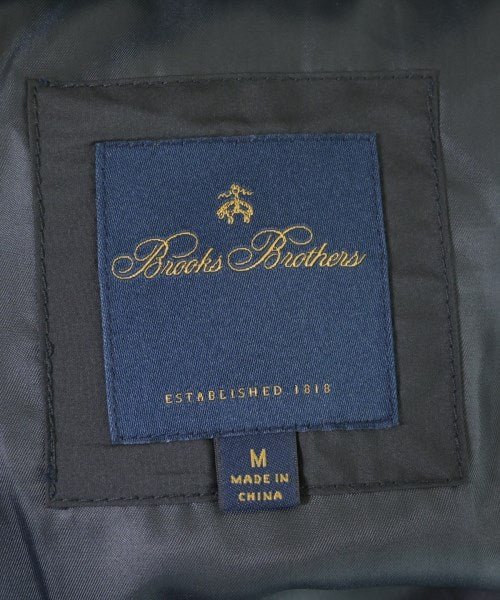 Brooks Brothers
ESTABLISHED 1818
M
MADE IN
CHINA